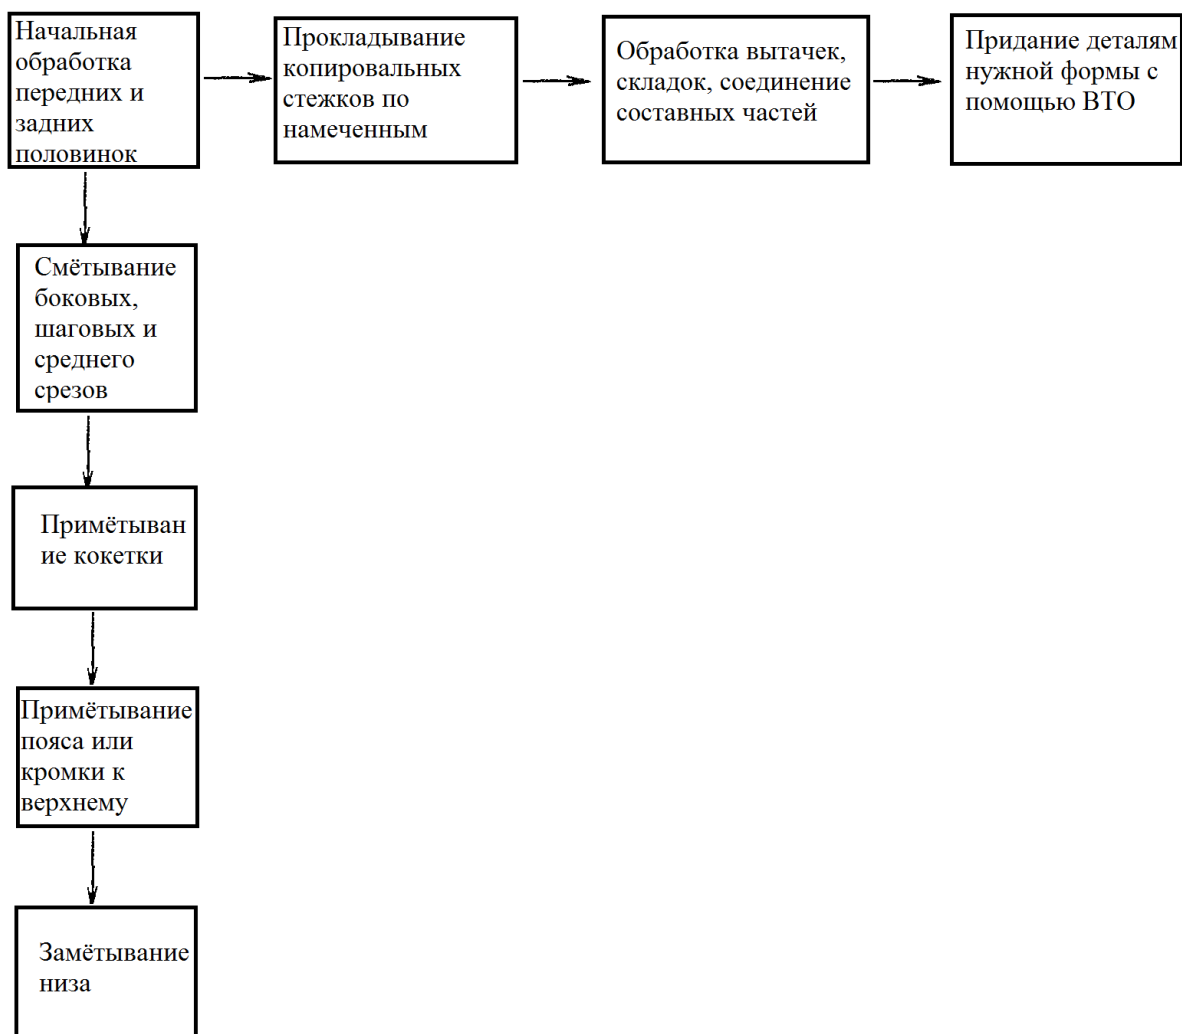 Начальная
обработка
передних и
задних
половинок
Прокладывание
копировальных
стежков по
намеченным
Обработка вытачек,
складок, соединение
составных частей
Придание деталям
нужной формы с
помощью ВТО
Смётывание
боковых,
шаговых и
среднего
срезов
Примётыван
ие кокетки
Примётывание
пояса или
кромки к
верхнему
Замётывание
низа